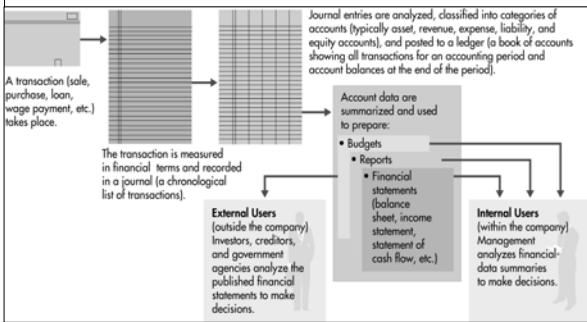 Journal entries are analyzed, classified into categories of
accounts (typically asset, revenue, expense, liability, and
equity accounts), and posted to a ledger (a book of accounts
showing all transactions for an accounting period and
account balances at the end of the period).
A transaction (sale,
purchase, loan,
wage payment, etc.)
takes place.
The transaction is measured
in financial terms and recorded
in a journal (a chronological
list of transactions).
Account data are
summarized and used
to prepare:
• Budgets
• Reports
• Financial
statements
(balance
sheet, income
statement,
statement of
cash flow, etc.)
External Users
(outside the company)
Investors, creditors,
and government
agencies analyze the
published financial
statements to make
decisions.
Internal Users
(within the company)
Management
analyzes financial-
data summaries
to make decisions.